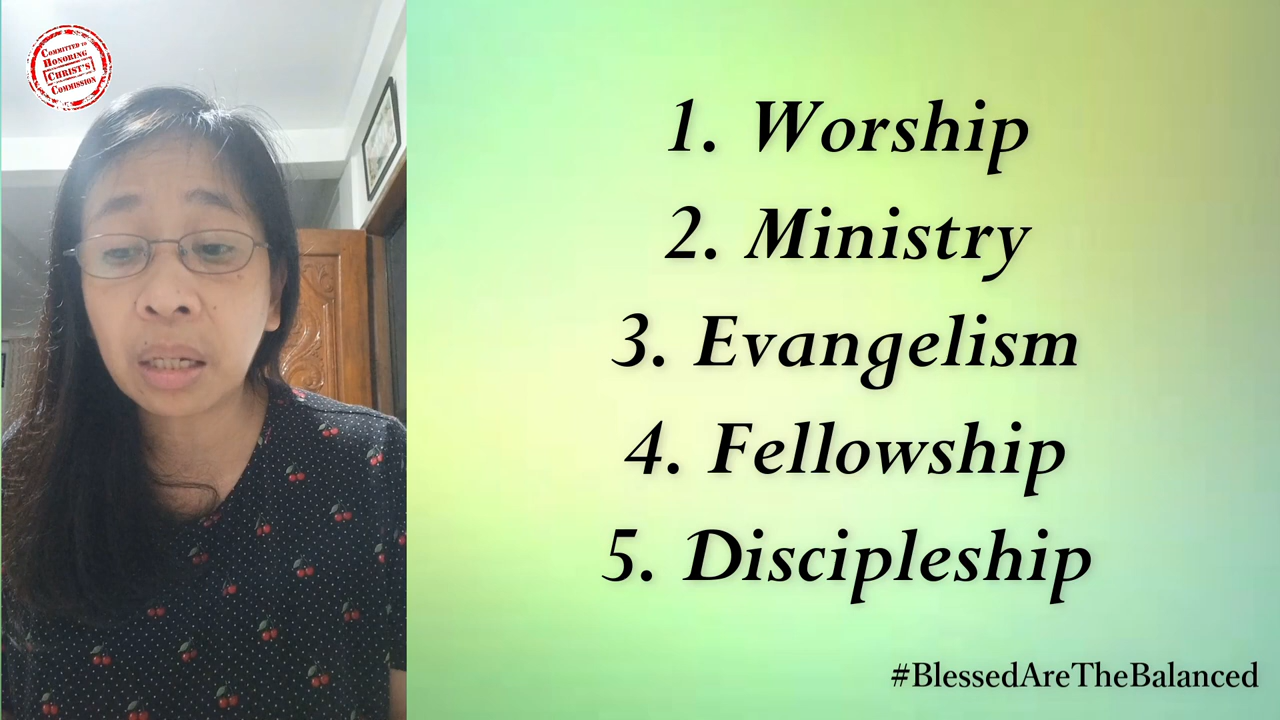 COMMITTED TO
HONORING
CHRIST'S
COMMISSION
1. Worship
2. Ministry
3. Evangelism
4. Fellowship
5. Discipleship
#BlessedAreTheBalanced